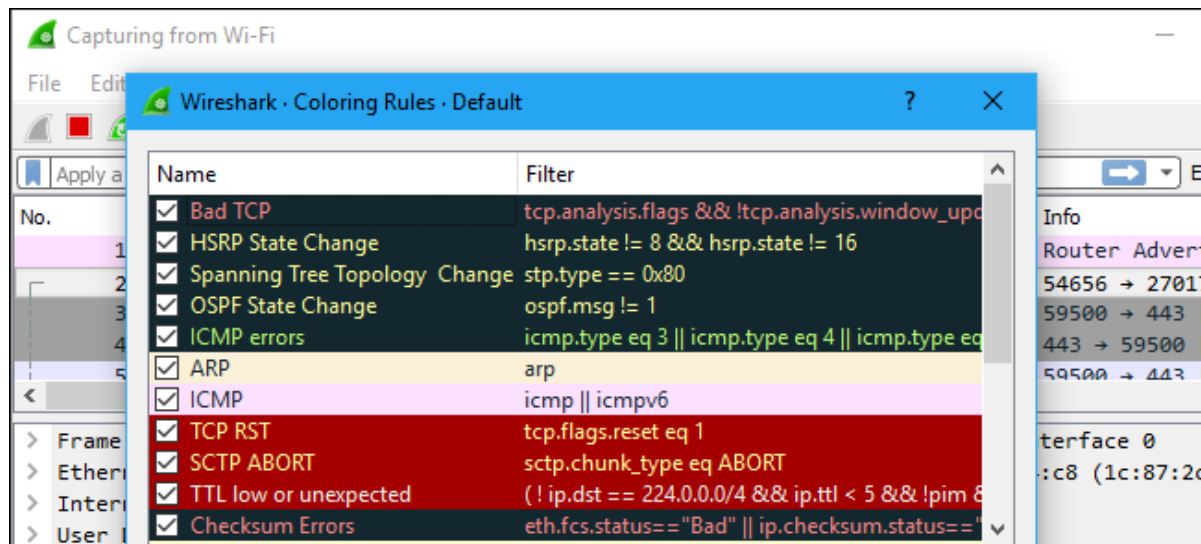 Capturing from Wi-Fi
File Edit
Wireshark · Coloring Rules · Default ? ×
Apply a
Name Filter
No. Info
Bad TCP tcp.analysis.flags && !tcp.analysis.window_upd
1 Router Advert
HSRP State Change hsrp.state != 8 && hsrp.state != 16
2 54656 → 27017
Spanning Tree Topology Change stp.type == 0x80
3 59500 → 443
OSPF State Change ospf.msg != 1
4 443 → 59500
ICMP errors icmp.type eq 3 || icmp.type eq 4 || icmp.type eq
5 59500 → 443
ARP arp
ICMP icmp || icmpv6
TCP RST tcp.flags.reset eq 1
Frame terface 0
SCTP ABORT sctp.chunk_type eq ABORT
Ethern :c8 (1c:87:2c
TTL low or unexpected ( ! ip.dst == 224.0.0.0/4 && ip.ttl < 5 && !pim &
Intern
Checksum Errors eth.fcs.status=="Bad" || ip.checksum.status=="
User